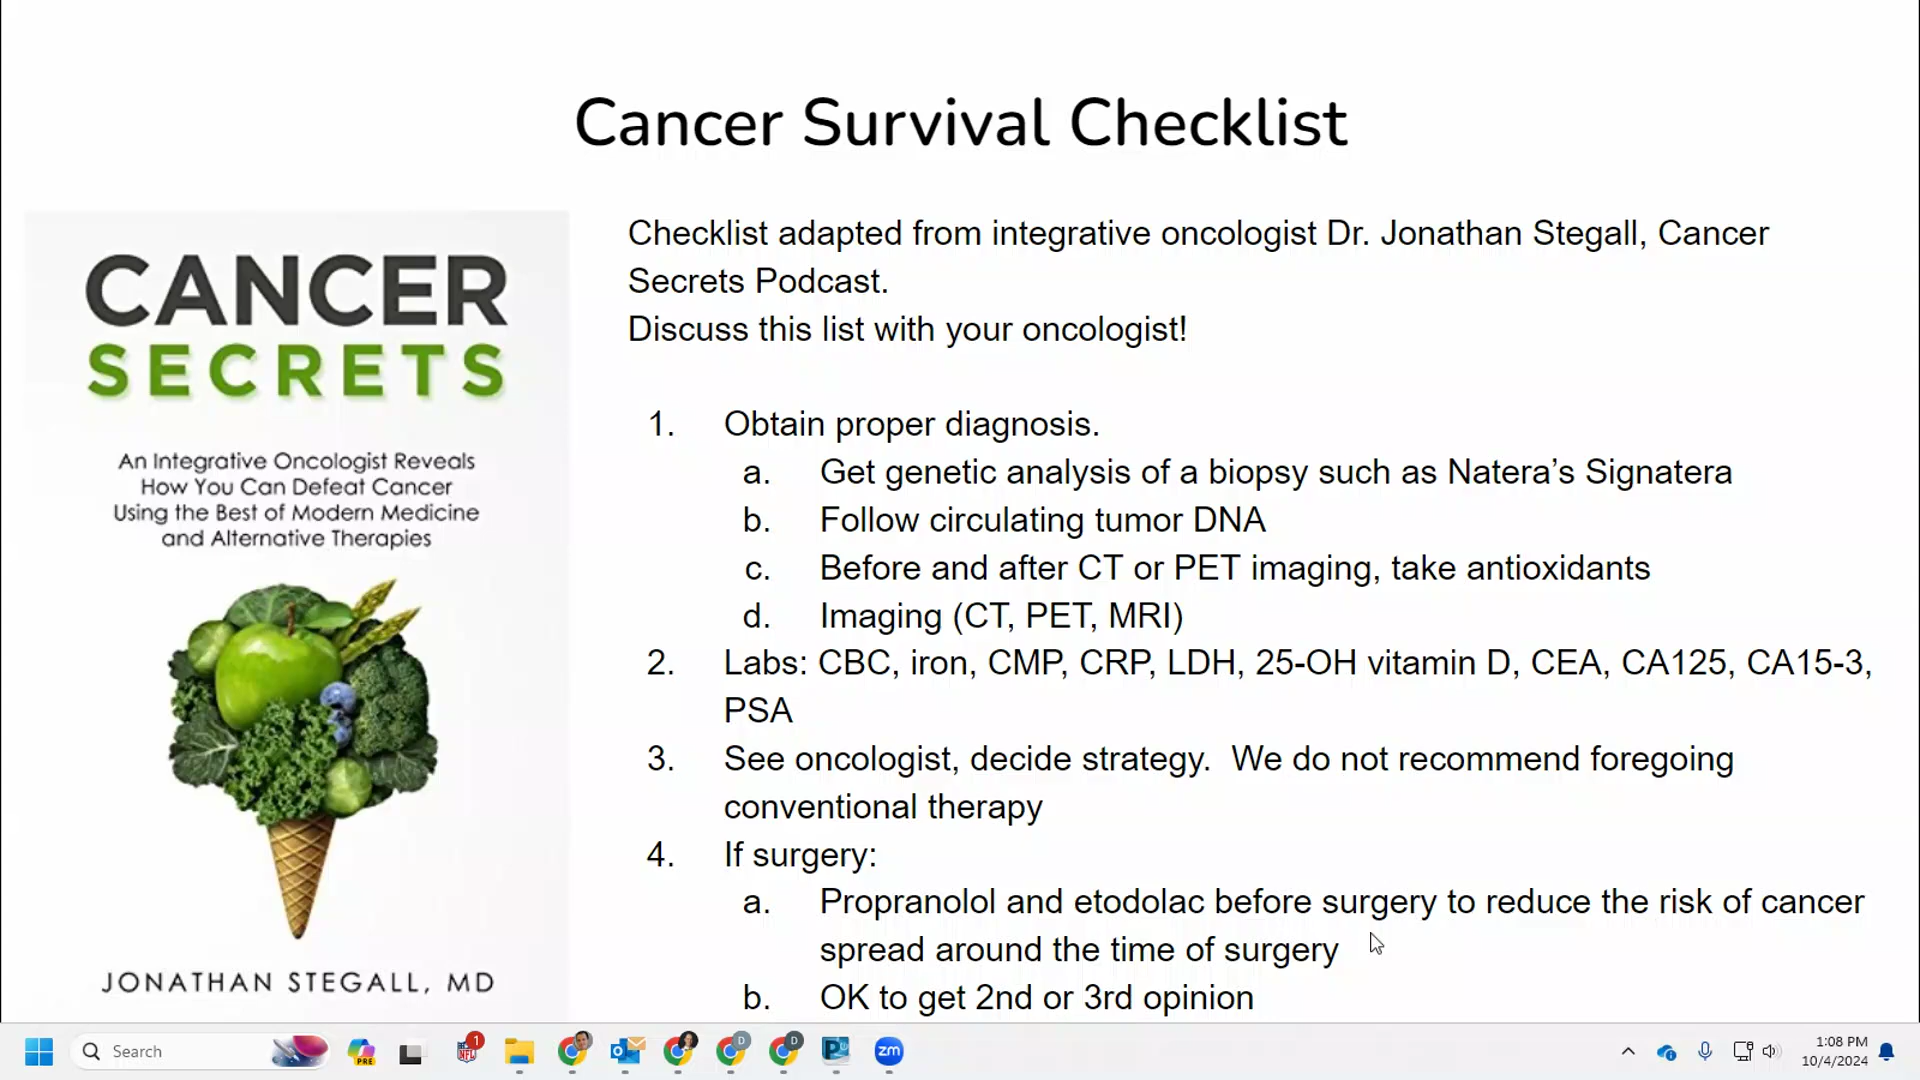 Cancer Survival Checklist
CANCER
SECRETS
An Integrative Oncologist Reveals
How You Can Defeat Cancer
Using the Best of Modern Medicine
and Alternative Therapies
JONATHAN STEGALL, MD
Checklist adapted from integrative oncologist Dr. Jonathan Stegall, Cancer
Secrets Podcast.
Discuss this list with your oncologist!
1. Obtain proper diagnosis.
a. Get genetic analysis of a biopsy such as Natera’s Signatera
b. Follow circulating tumor DNA
c. Before and after CT or PET imaging, take antioxidants
d. Imaging (CT, PET, MRI)
2. Labs: CBC, iron, CMP, CRP, LDH, 25-OH vitamin D, CEA, CA125, CA15-3,
PSA
3. See oncologist, decide strategy.  We do not recommend foregoing
conventional therapy
4. If surgery:
a. Propranolol and etodolac before surgery to reduce the risk of cancer
spread around the time of surgery
b. OK to get 2nd or 3rd opinion
Search
PRE
NFL
1
D
D
zm
1:08 PM
10/4/2024